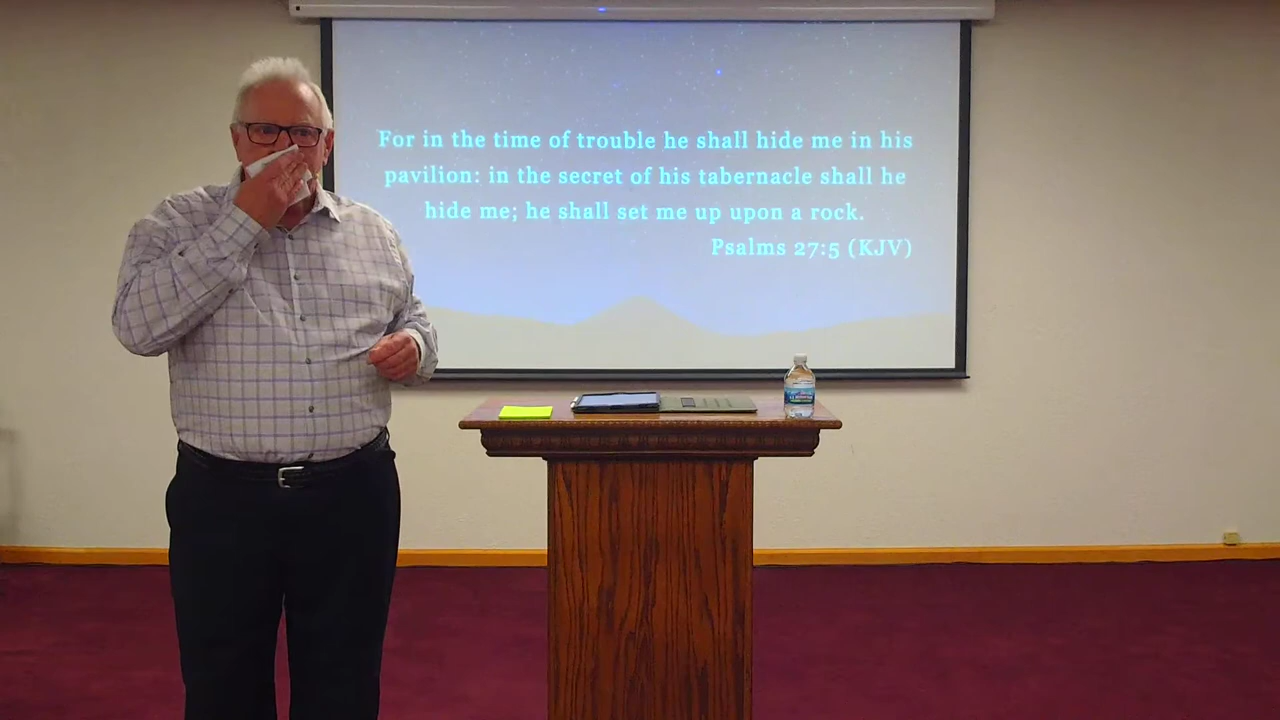 For in the time of trouble he shall hide me in his
pavilion: in the secret of his tabernacle shall he
hide me; he shall set me up upon a rock.
Psalms 27:5 (KJV)